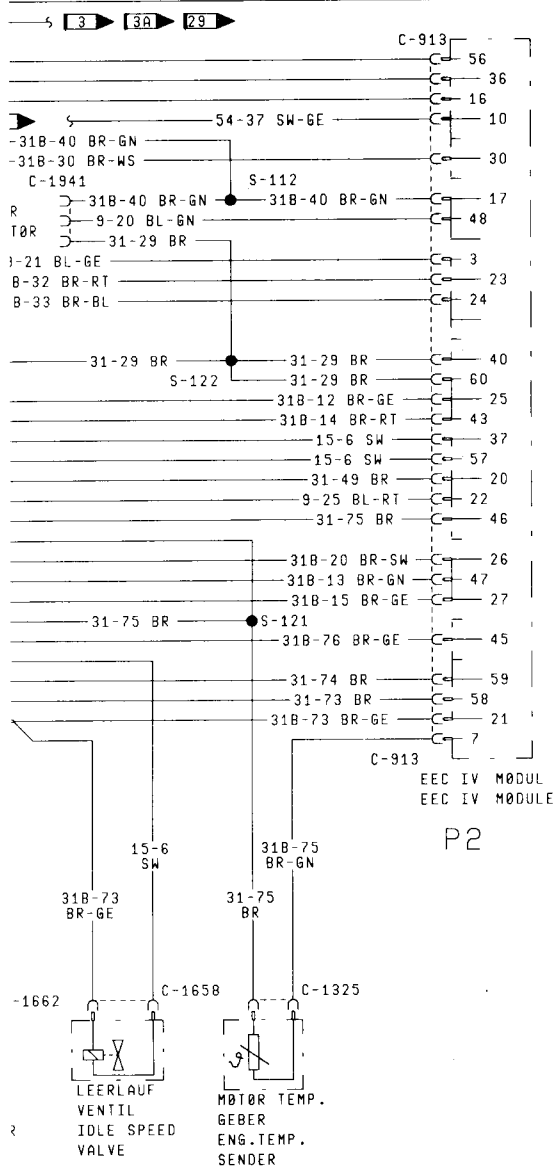 3 3A 29
C-913
56
36
16
54-37 SW-GE 10
-31B-40 BR-GN
-31B-30 BR-WS 30
C-1941 S-112
31B-40 BR-GN 31B-40 BR-GN 17
R 9-20 BL-GN 48
TØR 31-29 BR
-21 BL-GE 3
B-32 BR-RT 23
B-33 BR-BL 24
31-29 BR 31-29 BR 40
S-122 31-29 BR 60
31B-12 BR-GE 25
31B-14 BR-RT 43
15-6 SW 37
15-6 SW 57
31-49 BR 20
9-25 BL-RT 22
31-75 BR 46
31B-20 BR-SW 26
31B-13 BR-GN 47
31B-15 BR-GE 27
31-75 BR S-121
31B-76 BR-GE 45
31-74 BR 59
31-73 BR 58
31B-73 BR-GE 21
7
C-913
EEC IV MØDUL
EEC IV MØDULE
P2
15-6
SW
31B-75
BR-GN
31B-73
BR-GE
31-75
BR
-1662 C-1658 C-1325
LEERLAUF
VENTIL
IDLE SPEED
VALVE
MØTØR TEMP.
GEBER
ENG.TEMP.
SENDER
R